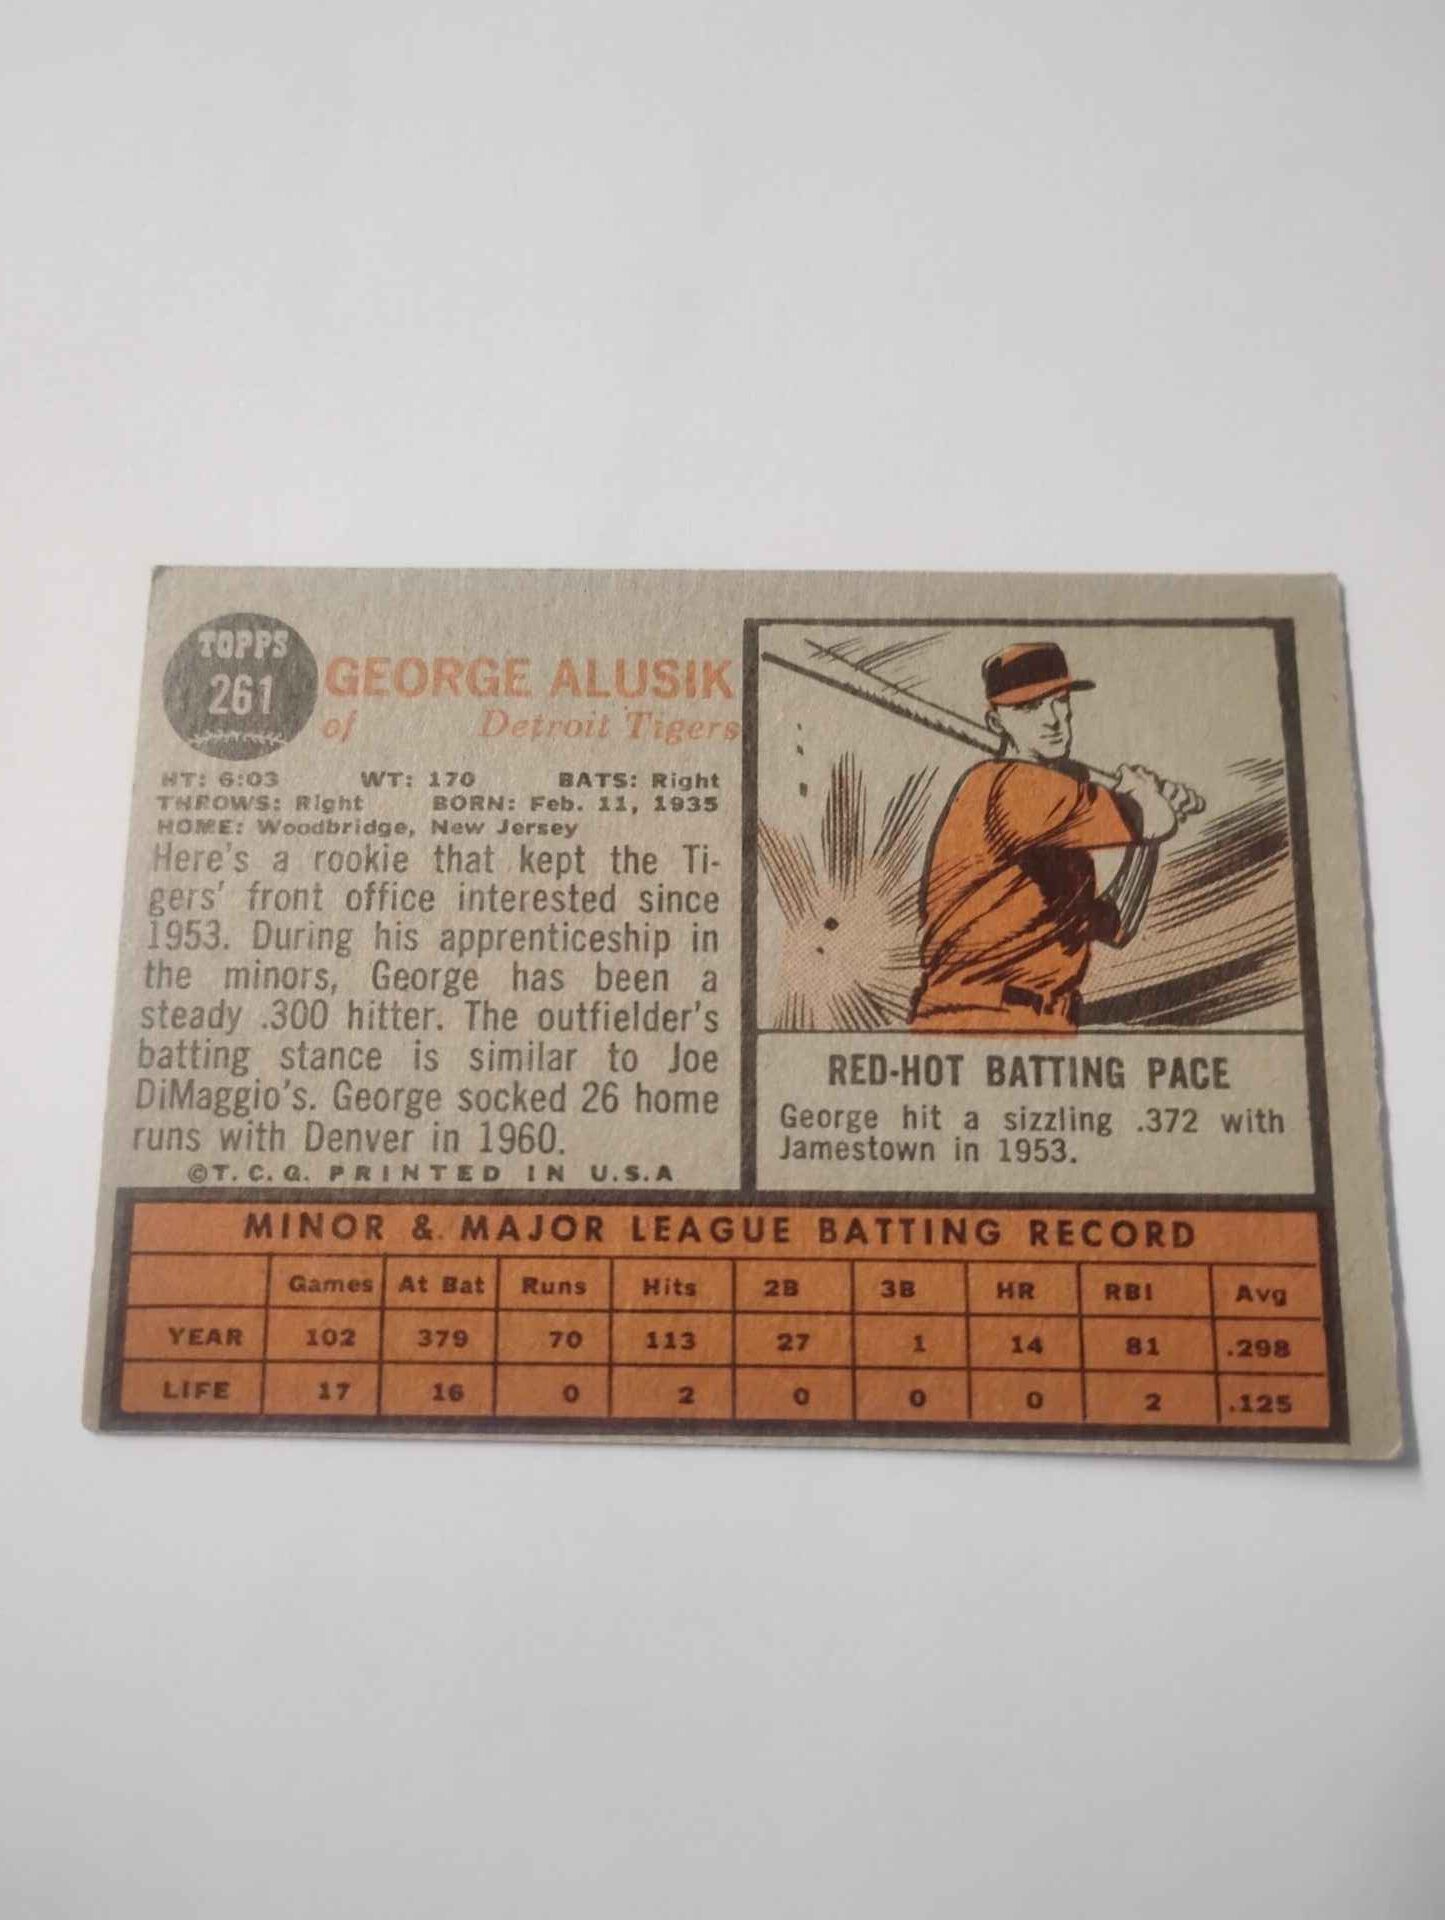 TOPPS
261
GEORGE ALUSIK
of Detroit Tigers
HT: 6:03 WT: 170 BATS: Right
THROWS: Right BORN: Feb. 11, 1935
HOME: Woodbridge, New Jersey
Here's a rookie that kept the Ti-
gers' front office interested since
1953. During his apprenticeship in
the minors, George has been a
steady .300 hitter. The outfielder's
batting stance is similar to Joe
DiMaggio's. George socked 26 home
runs with Denver in 1960.
©T. C. G. PRINTED IN U.S.A
RED-HOT BATTING PACE
George hit a sizzling .372 with
Jamestown in 1953.
MINOR & MAJOR LEAGUE BATTING RECORD
Games At Bat Runs Hits 2B 3B HR RBI Avg
YEAR 102 379 70 113 27 1 14 81 .298
LIFE 17 16 0 2 0 0 0 2 .125